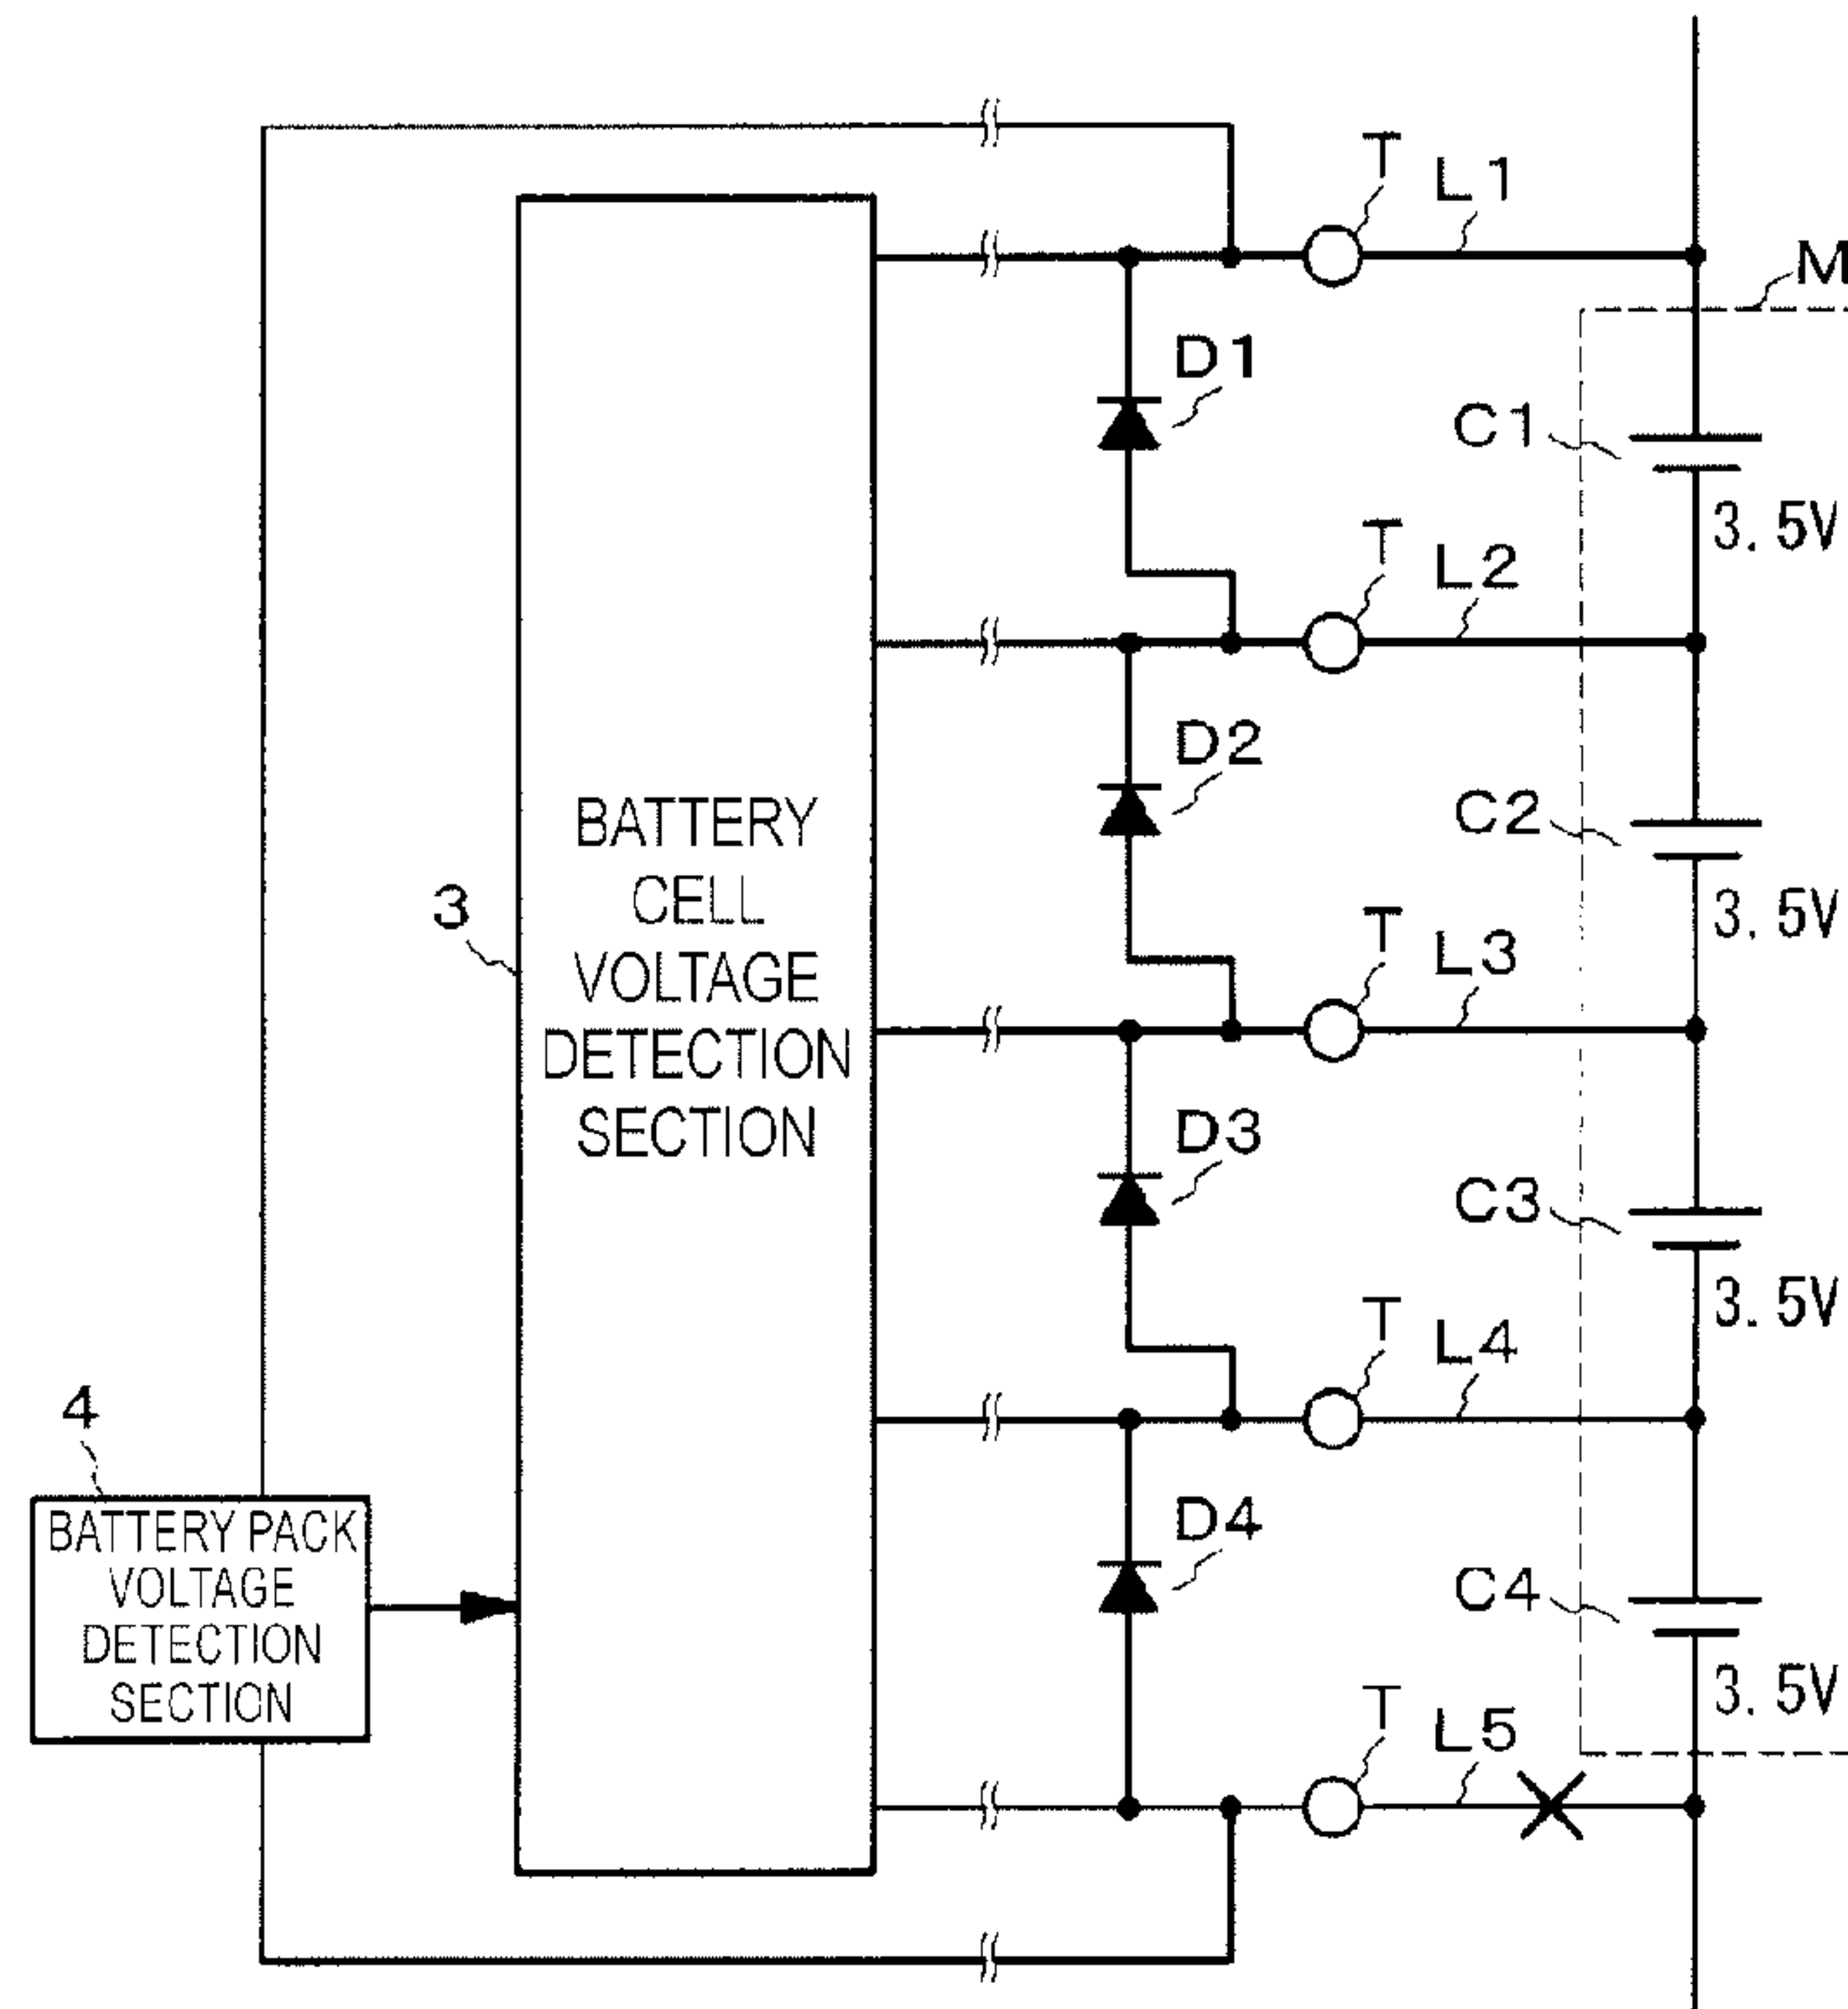 T
L1
M
D1
C1
3.5V
T
L2
D2
C2
3.5V
BATTERY
CELL
VOLTAGE
DETECTION
SECTION
3
T
L3
D3
C3
3.5V
T
L4
4
BATTERY PACK
VOLTAGE
DETECTION
SECTION
D4
C4
3.5V
T
L5